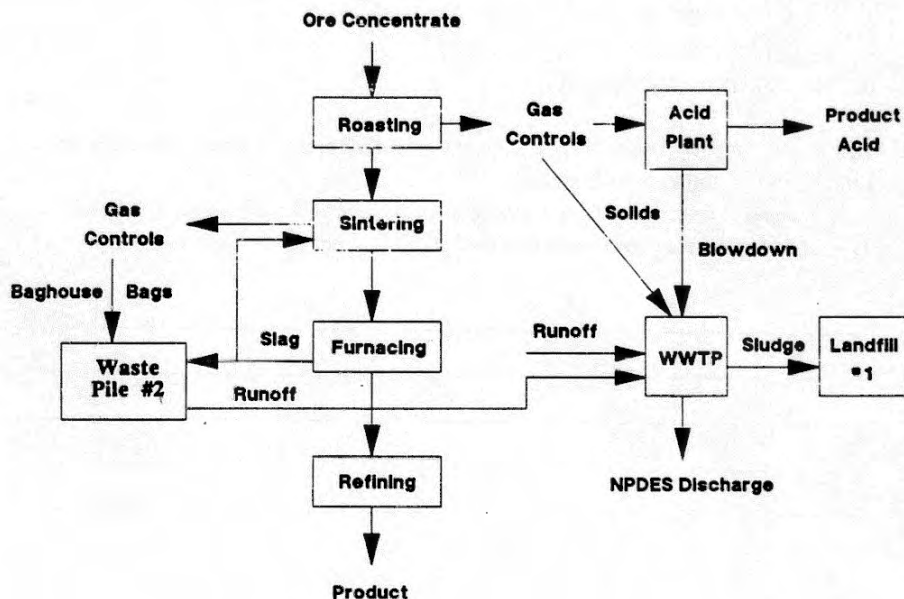 Ore Concentrate
Roasting
Gas
Controls
Acid
Plant
Product
Acid
Sintering
Gas
Controls
Solids
Blowdown
Baghouse Bags
Waste
Pile #2
Slag
Furnacing
Runoff
WWTP
Sludge
Landfill
#1
Runoff
Refining
NPDES Discharge
Product